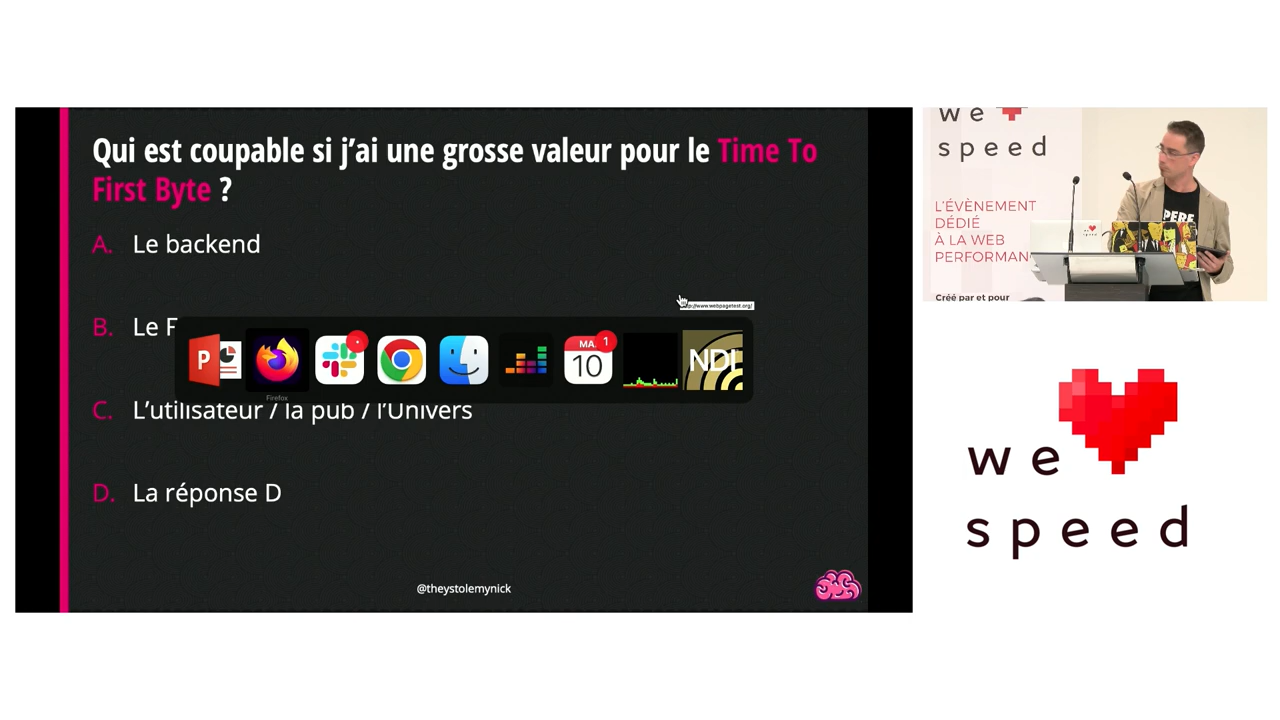 Qui est coupable si j'ai une grosse valeur pour le Time To
First Byte ?
A. Le backend
B. Le F
C. L'utilisateur / la pub / l'Univers
D. La réponse D
@theystolemynick
Firefox
MA. 1
10
NDI
P
we
speed
L'ÉVÈNEMENT
DÉDIÉ
À LA WEB
PERFORMAN
Créé par et pour
PERF
we
speed